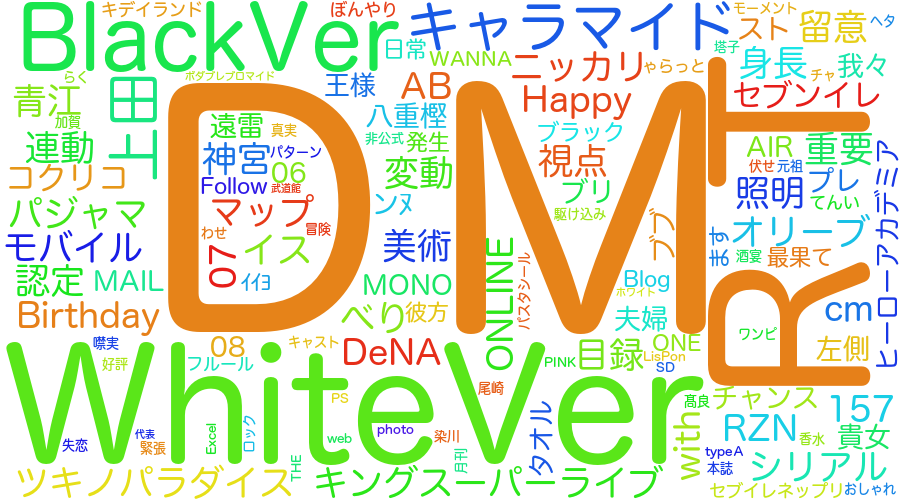 キデイランド
ぼんやり
モーメント
ヘタ
BlackVer
キャラマイド
スト
留意
日常
WANNA
塔子
らく
ポタプレブロマイド
ニッカリ
ゃらっと
身長
チャ
我々
青江
上田
王様
AB
Happy
セブンイレ
加賀
DMT
R
遠雷
真実
八重樫
連動
非公式
発生
ブラック
AIR
重要
神宮
パターン
視点
伏せ
元祖
コクリコ
06
変動
Follow
武道館
ブリ
照明
プレ
パジャマ
マップ
冒険
ンヌ
駆け込み
てんい
ヒーローアカデミア
わせ
イス
モバイル
美術
ONLINE
ブブ
ます
オリーブ
酒宴
最果て
07
パスタシール
認定
MAIL
イイヨ
MONO
Blog
ホワイト
Birthday
べり
彼方
夫婦
cm
08
キャスト
DeNA
ONE
左側
WhiteVer
噤実
好評
フルール
PINK
目録
LisPon
SD
尾崎
PS
髙良
チャンス
157
失恋
代表
緊張
Excel
ロック
web
photo
染川
タオル
with
ワンピ
RZN
香水
貴女
typeA
本誌
シリアル
ツキノパラダイス
THE
キングスーパーライブ
月刊
セブイレネップリ
おしゃれ